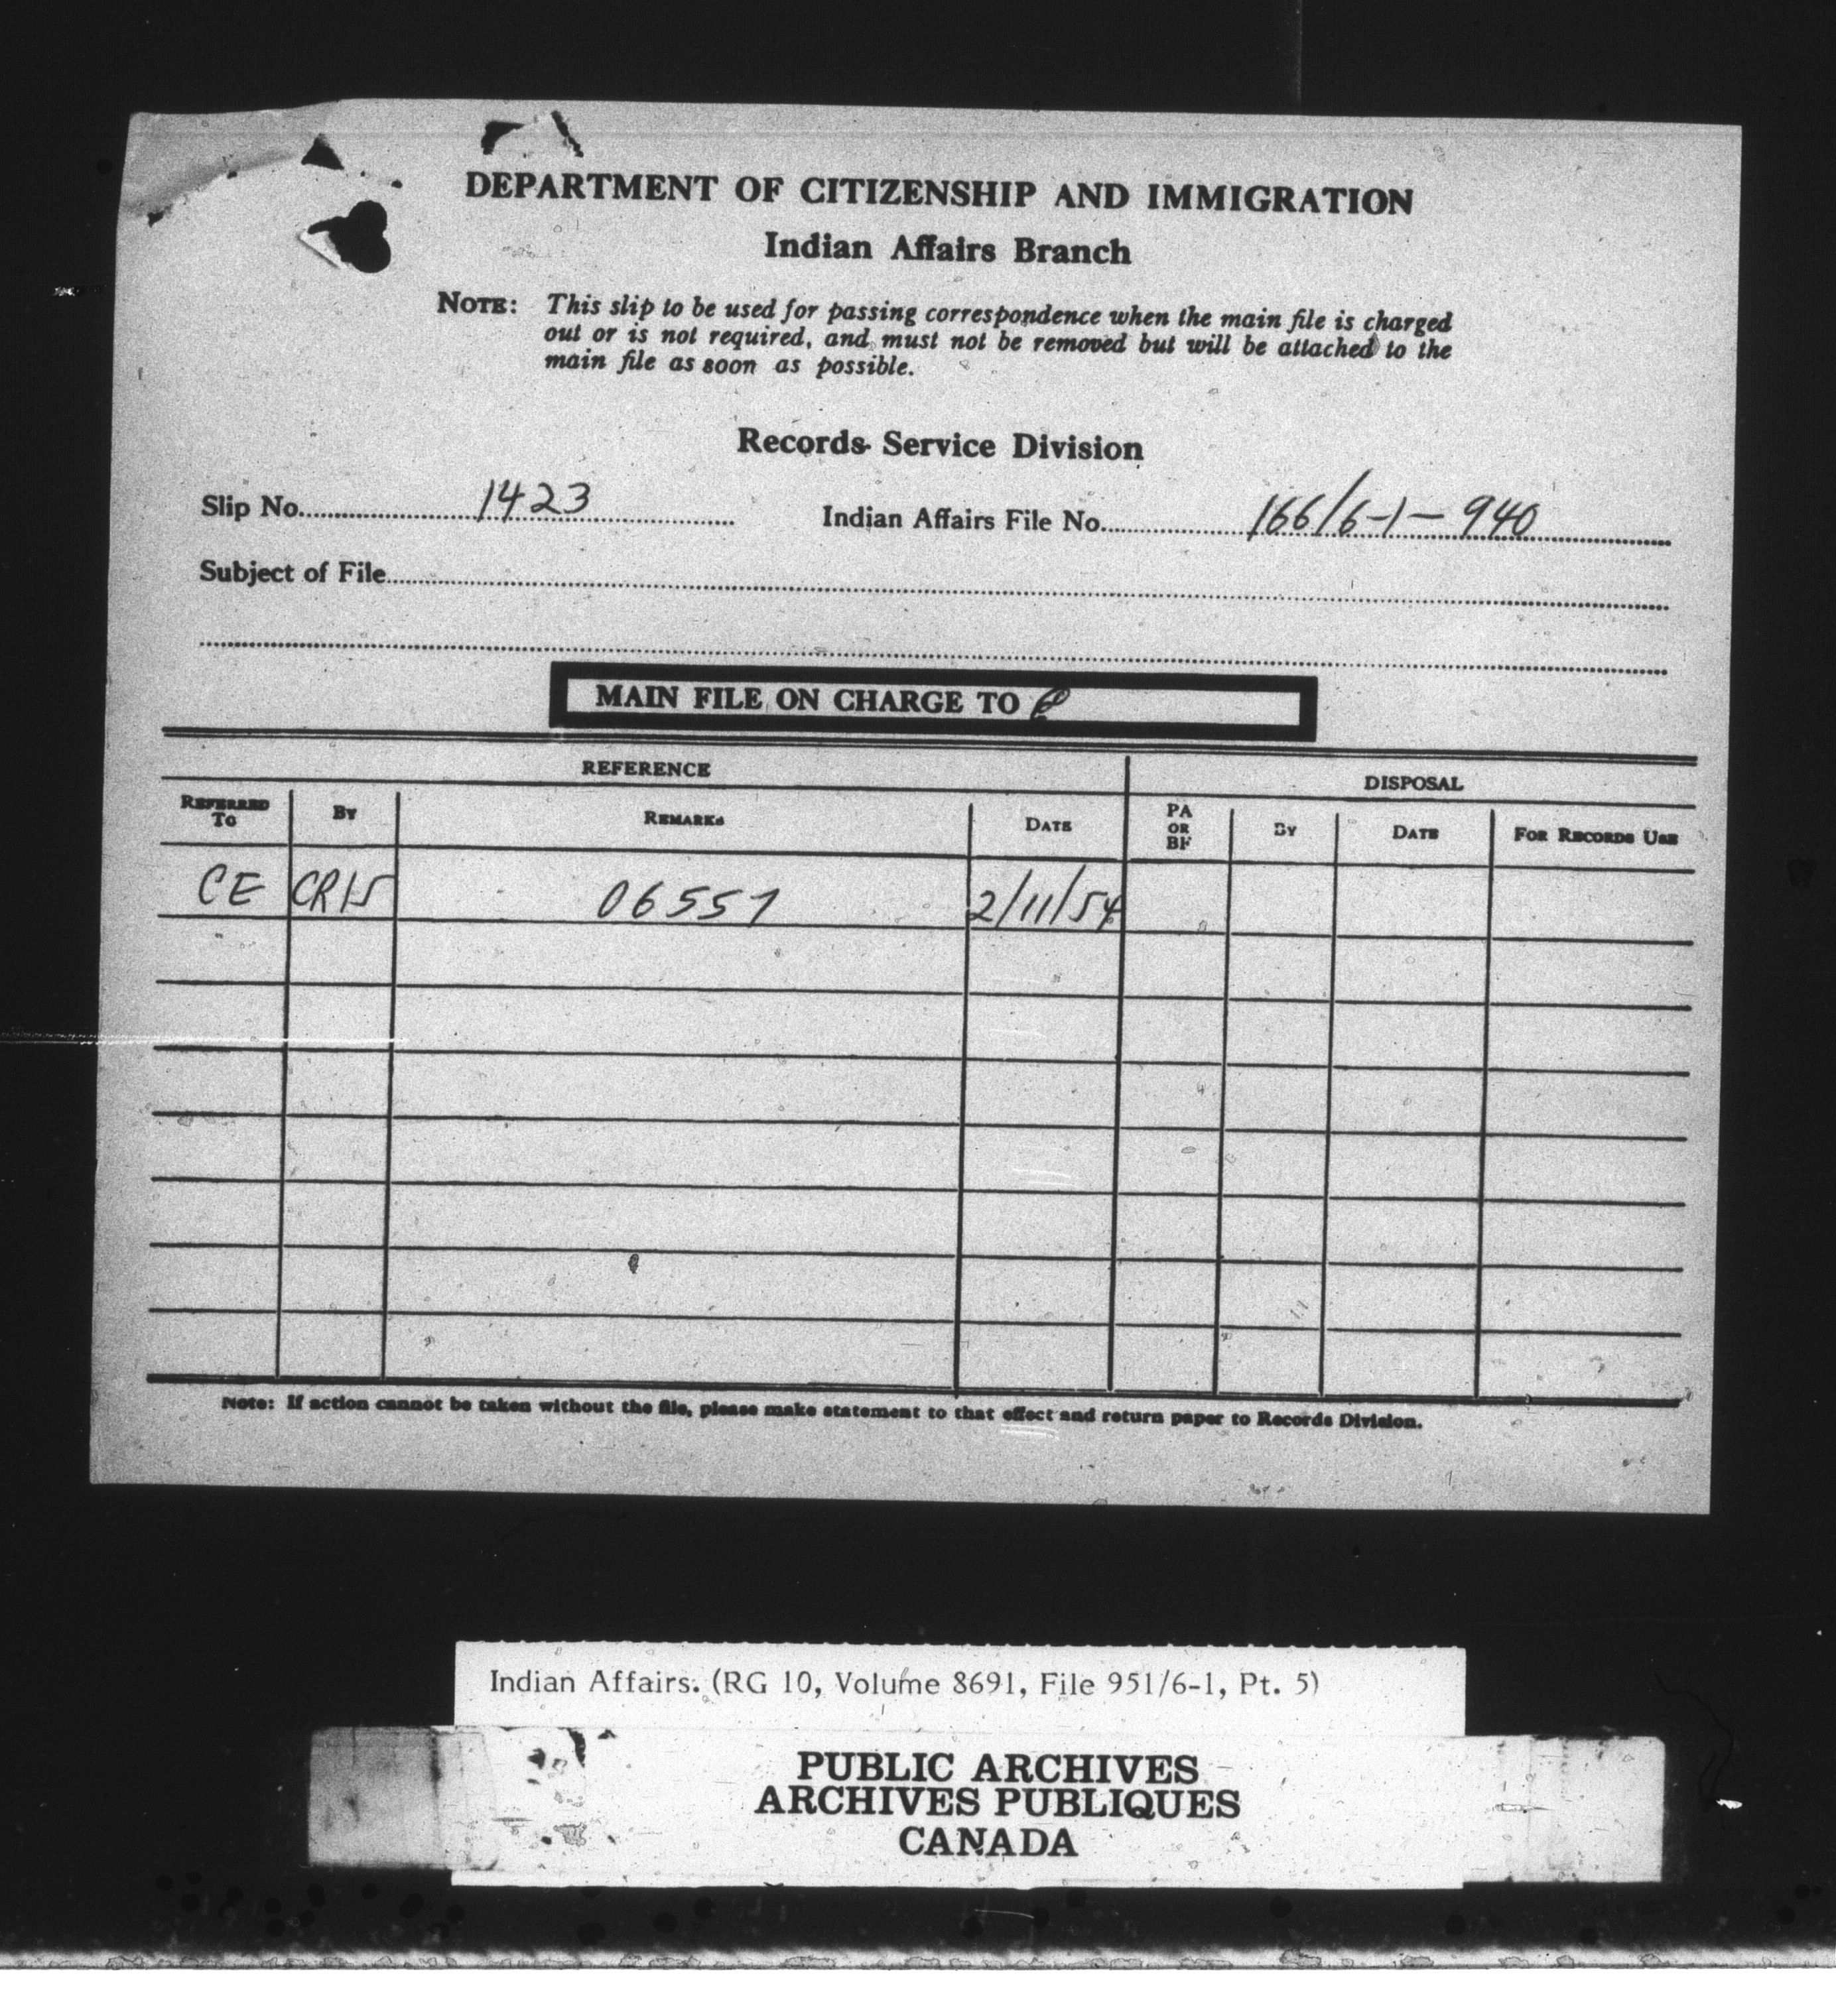 DEPARTMENT OF CITIZENSHIP AND IMMIGRATION
Indian Affairs Branch
NOTE: This slip to be used for passing correspondence when the main file is charged
out or is not required, and must not be removed but will be attached to the
main file as soon as possible.
Records Service Division
Slip No. 1423 Indian Affairs File No. 166/6-1-940
Subject of File
MAIN FILE ON CHARGE TO
REFERENCE DISPOSAL
REFERRED TO BY REMARKS DATE PA OR BF BY DATE FOR RECORDS USE
CE CR15 06551 2/11/54
Note: If action cannot be taken without the file, please make statement to that effect and return paper to Records Division.
Indian Affairs. (RG 10, Volume 8691, File 951/6-1, Pt. 5)
PUBLIC ARCHIVES
ARCHIVES PUBLIQUES
CANADA